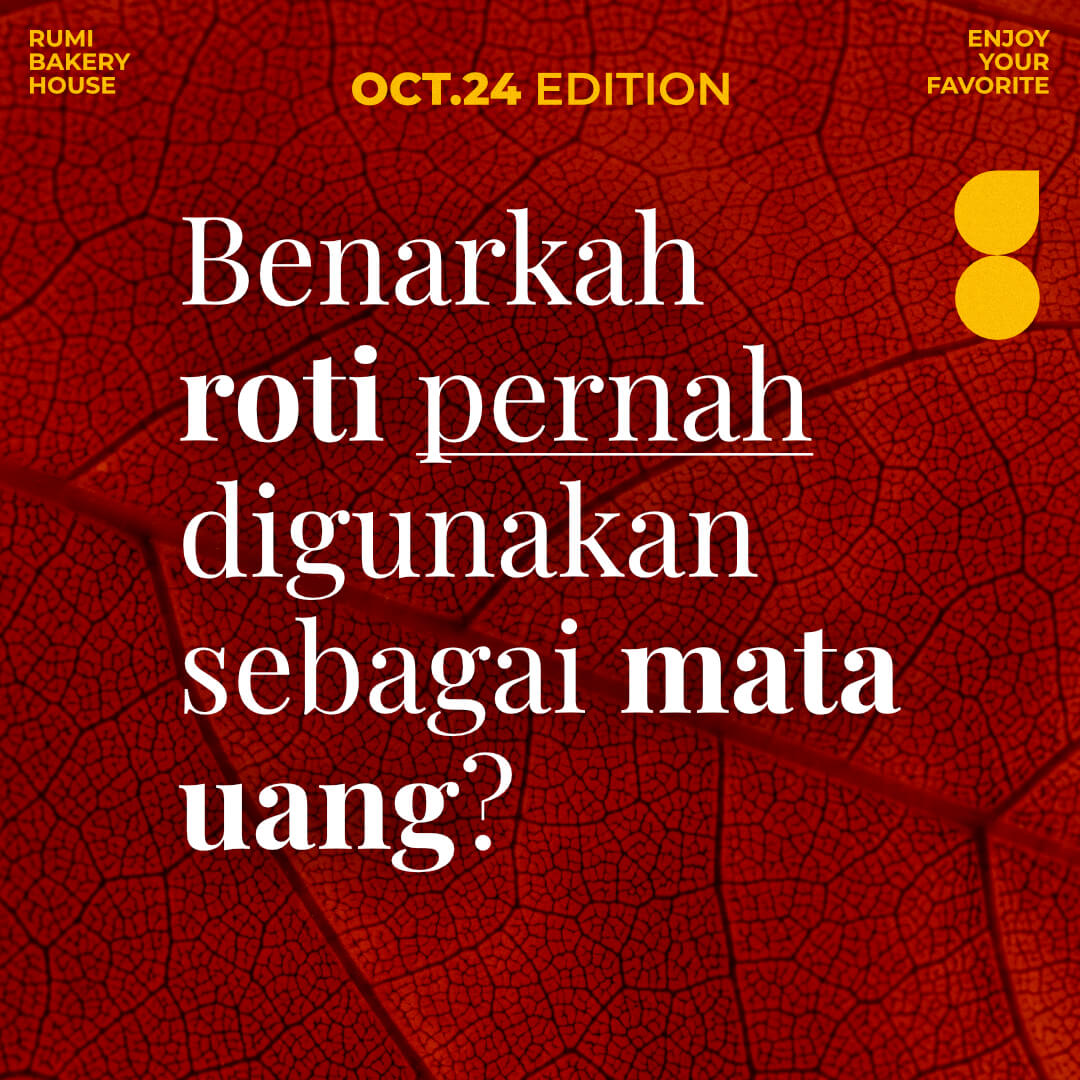 RUMI
BAKERY
HOUSE
OCT.24 EDITION
ENJOY
YOUR
FAVORITE
Benarkah
roti pernah
digunakan
sebagai mata
uang?